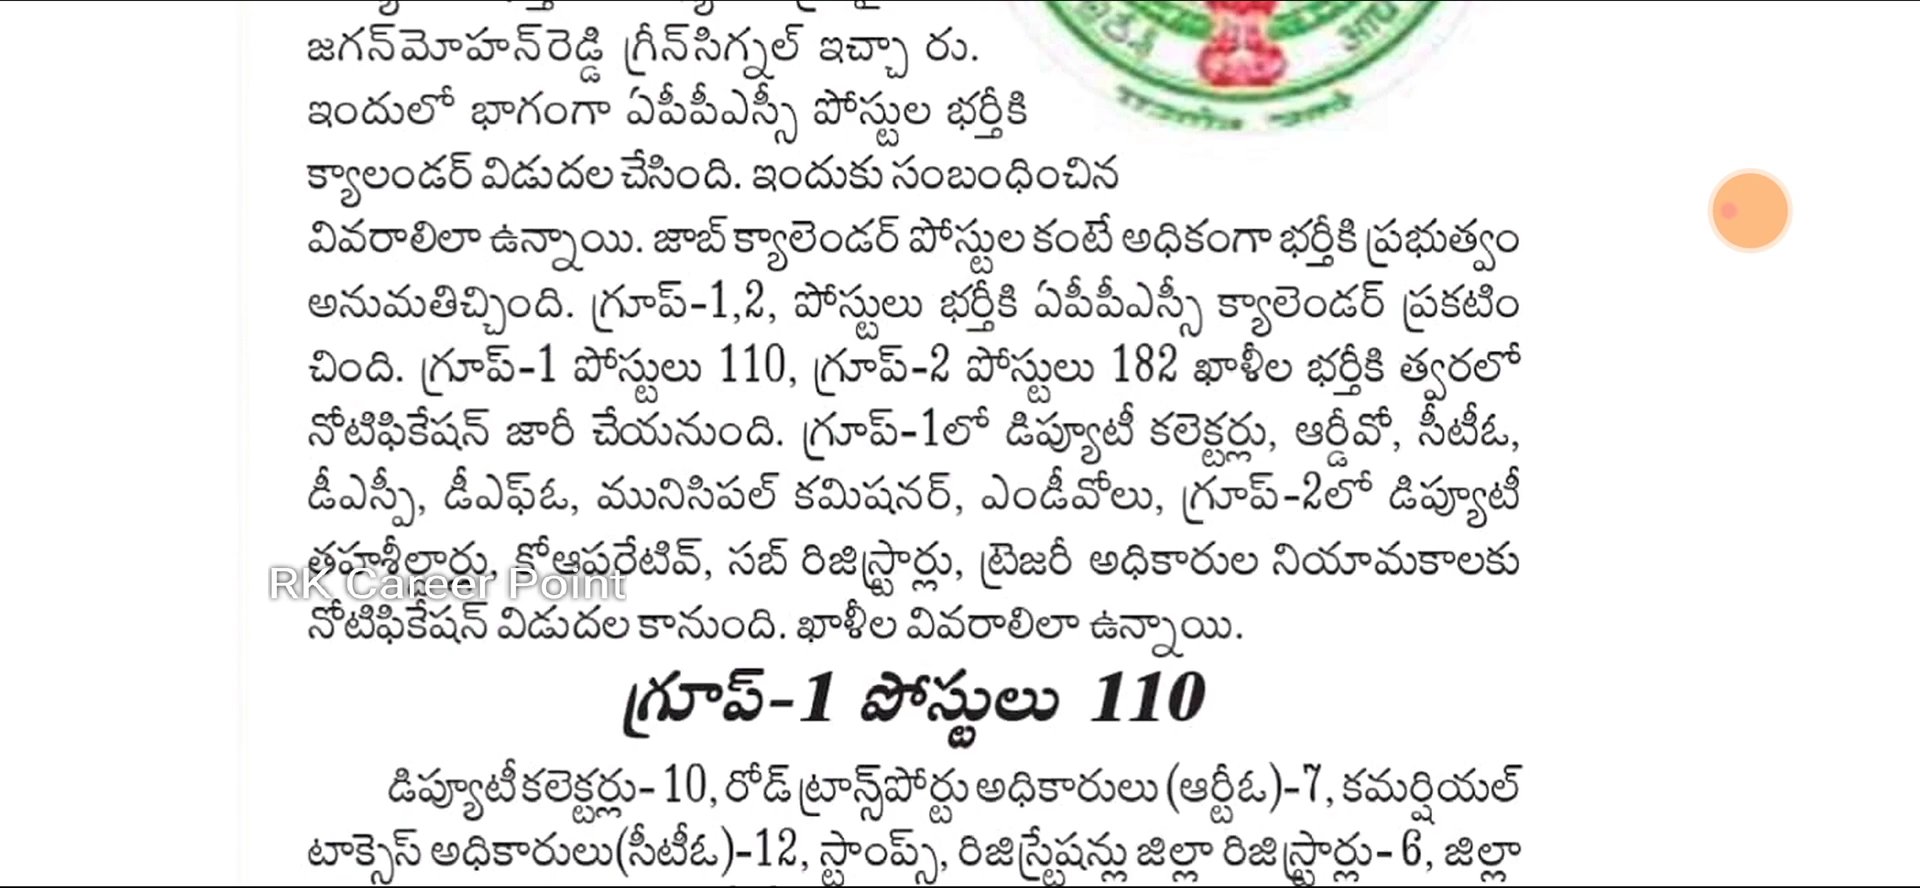 జగన్‌మోహన్‌రెడ్డి గ్రీన్‌సిగ్నల్ ఇచ్చా రు.
ఇందులో భాగంగా ఏపీపీఎస్సీ పోస్టుల భర్తీకి
క్యాలండర్ విడుదల చేసింది. ఇందుకు సంబంధించిన
వివరాలిలా ఉన్నాయి. జాబ్ క్యాలెండర్ పోస్టుల కంటే అధికంగా భర్తీకి ప్రభుత్వం
అనుమతిచ్చింది. గ్రూప్-1,2, పోస్టులు భర్తీకి ఏపీపీఎస్సీ క్యాలెండర్ ప్రకటిం
చింది. గ్రూప్-1 పోస్టులు 110, గ్రూప్-2 పోస్టులు 182 ఖాళీల భర్తీకి త్వరలో
నోటిఫికేషన్ జారీ చేయనుంది. గ్రూప్-1లో డిప్యూటీ కలెక్టర్లు, ఆర్డీవో, సీటీఓ,
డీఎస్పీ, డీఎఫ్ఓ, మునిసిపల్ కమిషనర్, ఎండీవోలు, గ్రూప్-2లో డిప్యూటీ
తహశీల్దారు, కోఆపరేటివ్, సబ్ రిజిస్ట్రార్లు, ట్రెజరీ అధికారుల నియామకాలకు
RK Career Point
నోటిఫికేషన్ విడుదల కానుంది. ఖాళీల వివరాలిలా ఉన్నాయి.
గ్రూప్-1 పోస్టులు 110
డిప్యూటీ కలెక్టర్లు- 10, రోడ్ ట్రాన్స్‌పోర్టు అధికారులు (ఆర్టీఓ)-7, కమర్షియల్
టాక్సెస్ అధికారులు(సీటీఓ)-12, స్టాంప్స్, రిజిస్ట్రేషన్లు జిల్లా రిజిస్ట్రార్లు- 6, జిల్లా